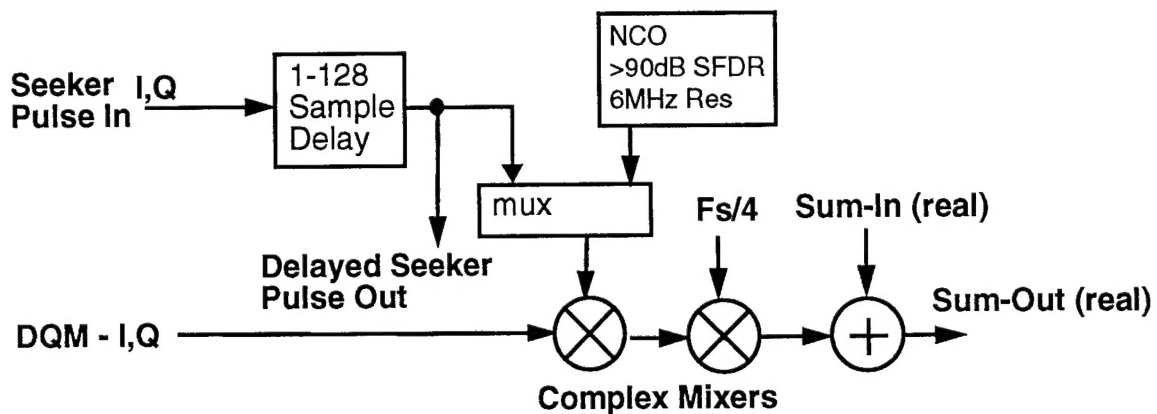 NCO
>90dB SFDR
6MHz Res
Seeker I,Q
Pulse In
1-128
Sample
Delay
mux
Fs/4
Sum-In (real)
Delayed Seeker
Pulse Out
Sum-Out (real)
DQM - I,Q
Complex Mixers